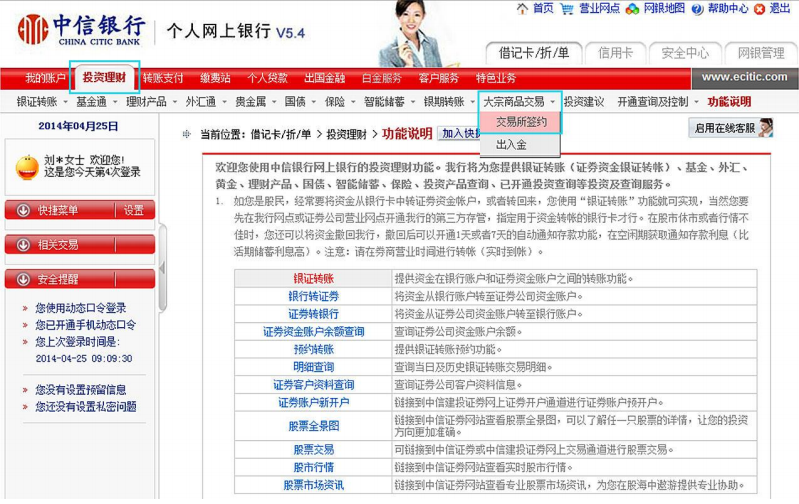 中信银行
CHINA CITIC BANK
个人网上银行 V5.4
首页 营业网点 网银地图 帮助中心 退出
借记卡/折/单 信用卡 安全中心 网银管理
我的账户 投资理财 转账支付 缴费站 个人贷款 出国金融 白金服务 客户服务 特色业务 www.ecitic.com
银证转账 基金通 理财产品 外汇通 贵金属 国债 保险 智能储蓄 银期转账 大宗商品交易 投资建议 开通查询及控制 功能说明
交易所签约
出入金
2014年04月25日
刘*女士 欢迎您!
这是您今天第4次登录
快捷菜单 设置
相关交易
安全提醒
» 您使用动态口令登录
» 您已开通手机动态口令
» 您上次登录时间是:
2014-04-25 09:09:30
» 您没有设置预留信息
» 您还没有设置私密问题
当前位置: 借记卡/折/单 > 投资理财 > 功能说明 加入快捷
启用在线客服
欢迎您使用中信银行网上银行的投资理财功能。我行将为您提供银证转账（证券资金银证转帐）、基金、外汇、
黄金、理财产品、国债、智能储蓄、保险、投资产品查询、已开通投资查询等投资及查询服务。
1. 如您是股民，经常要将资金从银行卡中转证券资金帐户，或者转回来，您使用“银证转账”功能就可实现，当然您要
先在我行网点或证券公司营业网点开通我行的第三方存管，指定用于资金转帐的银行卡才行。在股市休市或者行情不
佳时，您还可以将资金撤回我行，撤回后可以开通1天或者7天的自动通知存款功能，在空闲期获取通知存款利息（比
活期储蓄利息高）。注意：请在券商营业时间进行转帐（实时到帐）。
银证转账 提供资金在银行账户和证券资金账户之间的转账功能。
银行转证券 将资金从银行账户转至证券公司资金账户。
证券转银行 将资金从证券公司资金账户转至银行账户。
证券资金账户余额查询 查询证券公司资金账户余额。
预约转账 提供银证转账预约功能。
明细查询 查询当日及历史银证转账交易明细。
证券客户资料查询 查询证券公司客户资料信息。
证券账户新开户 链接到中信建投证券网上证券开户通道进行证券账户预开户。
股票全景图 链接到中信证券网站查看股票全景图，可以了解任一只股票的详情，让您的投资
方向更加准确。
股票交易 可链接到中信证券或中信建投证券网上交易通道进行股票交易。
股市行情 链接到中信证券网站查看实时股市行情。
股票市场资讯 链接到中信证券网站查看专业股票市场资讯，为您在股海中遨游提供专业协助。